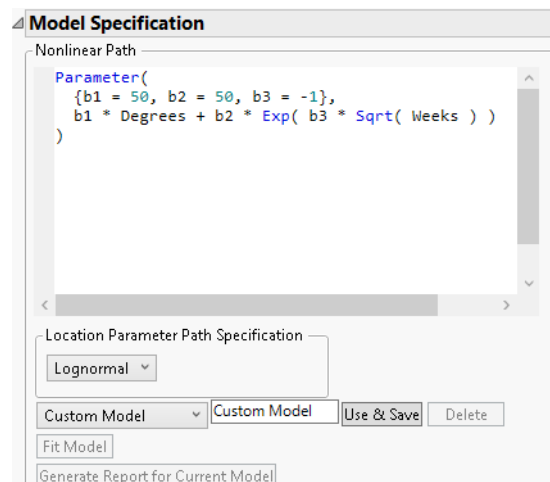 Model Specification
Nonlinear Path
Parameter(
{b1 = 50, b2 = 50, b3 = -1},
b1 * Degrees + b2 * Exp( b3 * Sqrt( Weeks ) )
)
Location Parameter Path Specification
Lognormal
Custom Model Custom Model Use & Save Delete
Fit Model
Generate Report for Current Model